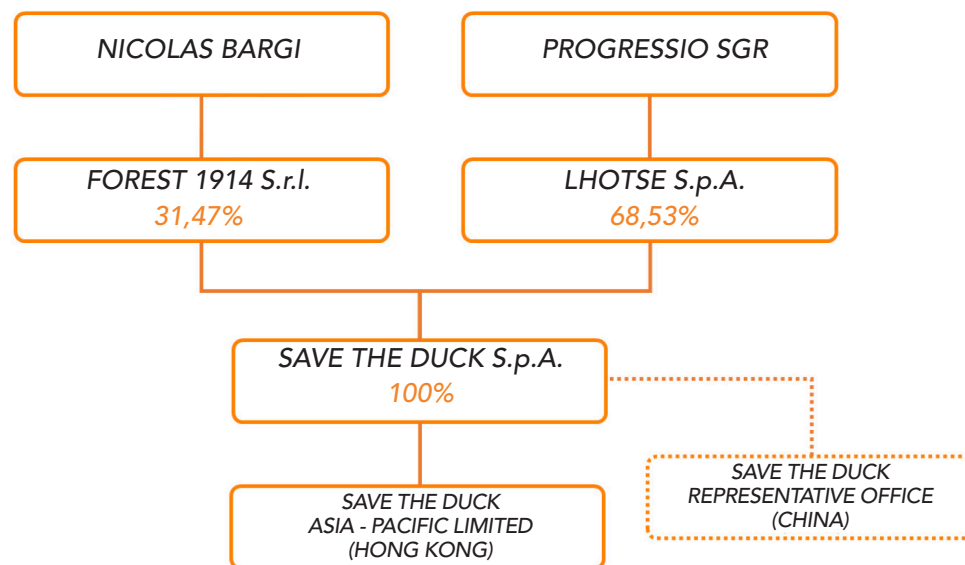 NICOLAS BARGI
PROGRESSIO SGR
FOREST 1914 S.r.l.
31,47%
LHOTSE S.p.A.
68,53%
SAVE THE DUCK S.p.A.
100%
SAVE THE DUCK
ASIA - PACIFIC LIMITED
(HONG KONG)
SAVE THE DUCK
REPRESENTATIVE OFFICE
(CHINA)